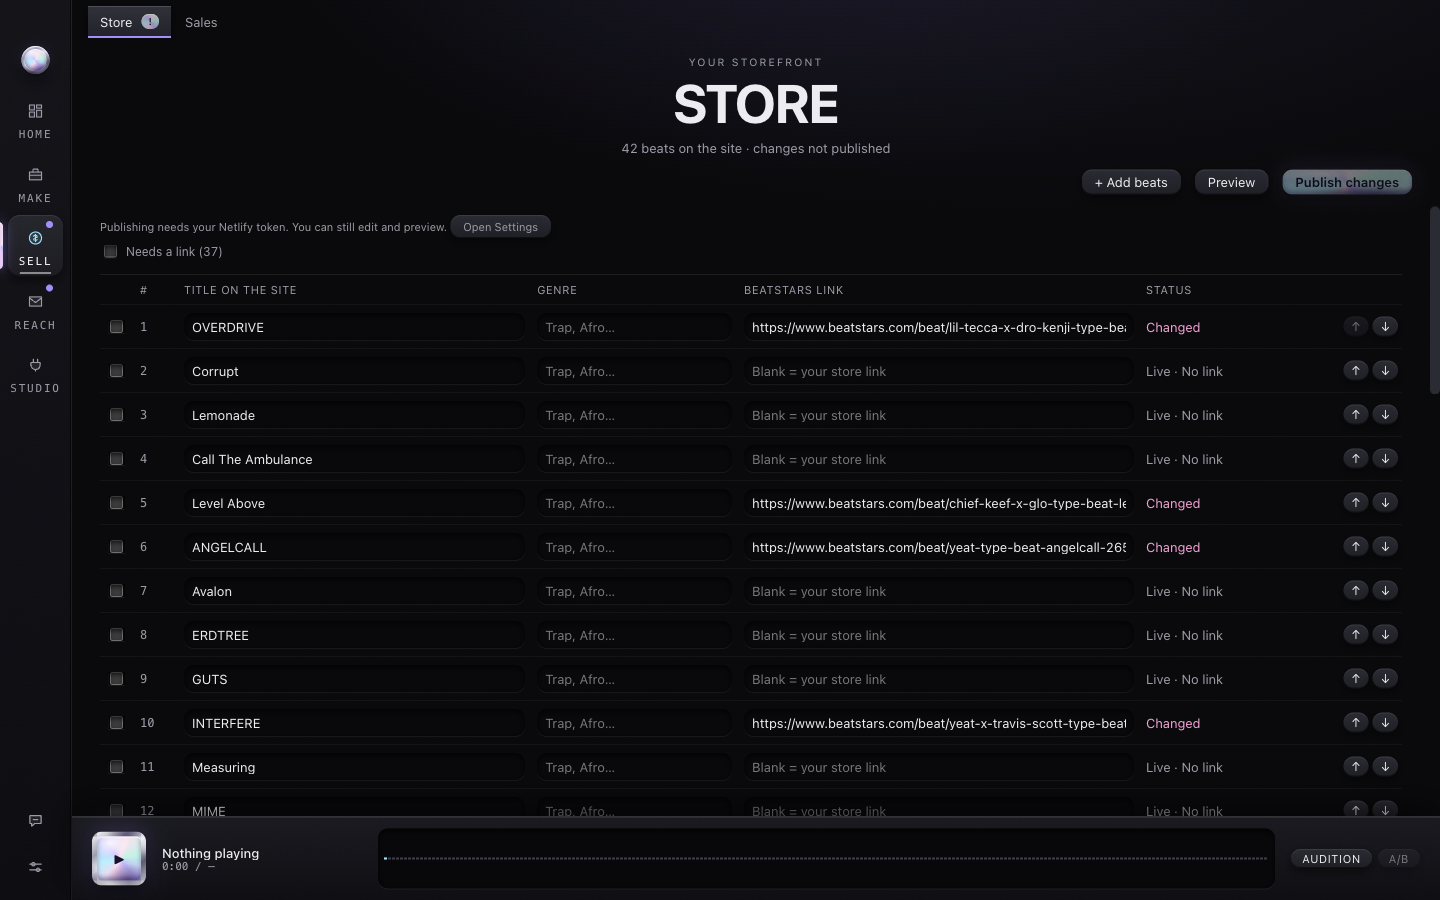 Store !
Sales
YOUR STOREFRONT
STORE
42 beats on the site · changes not published
+ Add beats
Preview
Publish changes
HOME
MAKE
SELL
REACH
STUDIO
Publishing needs your Netlify token. You can still edit and preview.
Open Settings
Needs a link (37)
# TITLE ON THE SITE GENRE BEATSTARS LINK STATUS
1 OVERDRIVE Trap, Afro... https://www.beatstars.com/beat/lil-tecca-x-dro-kenji-type-bea Changed ↑ ↓
2 Corrupt Trap, Afro... Blank = your store link Live · No link ↑ ↓
3 Lemonade Trap, Afro... Blank = your store link Live · No link ↑ ↓
4 Call The Ambulance Trap, Afro... Blank = your store link Live · No link ↑ ↓
5 Level Above Trap, Afro... https://www.beatstars.com/beat/chief-keef-x-glo-type-beat-le Changed ↑ ↓
6 ANGELCALL Trap, Afro... https://www.beatstars.com/beat/yeat-type-beat-angelcall-265 Changed ↑ ↓
7 Avalon Trap, Afro... Blank = your store link Live · No link ↑ ↓
8 ERDTREE Trap, Afro... Blank = your store link Live · No link ↑ ↓
9 GUTS Trap, Afro... Blank = your store link Live · No link ↑ ↓
10 INTERFERE Trap, Afro... https://www.beatstars.com/beat/yeat-x-travis-scott-type-beat Changed ↑ ↓
11 Measuring Trap, Afro... Blank = your store link Live · No link ↑ ↓
12 MIME Trap, Afro... Blank = your store link Live · No link ↑ ↓
Nothing playing
0:00 / —
AUDITION
A/B